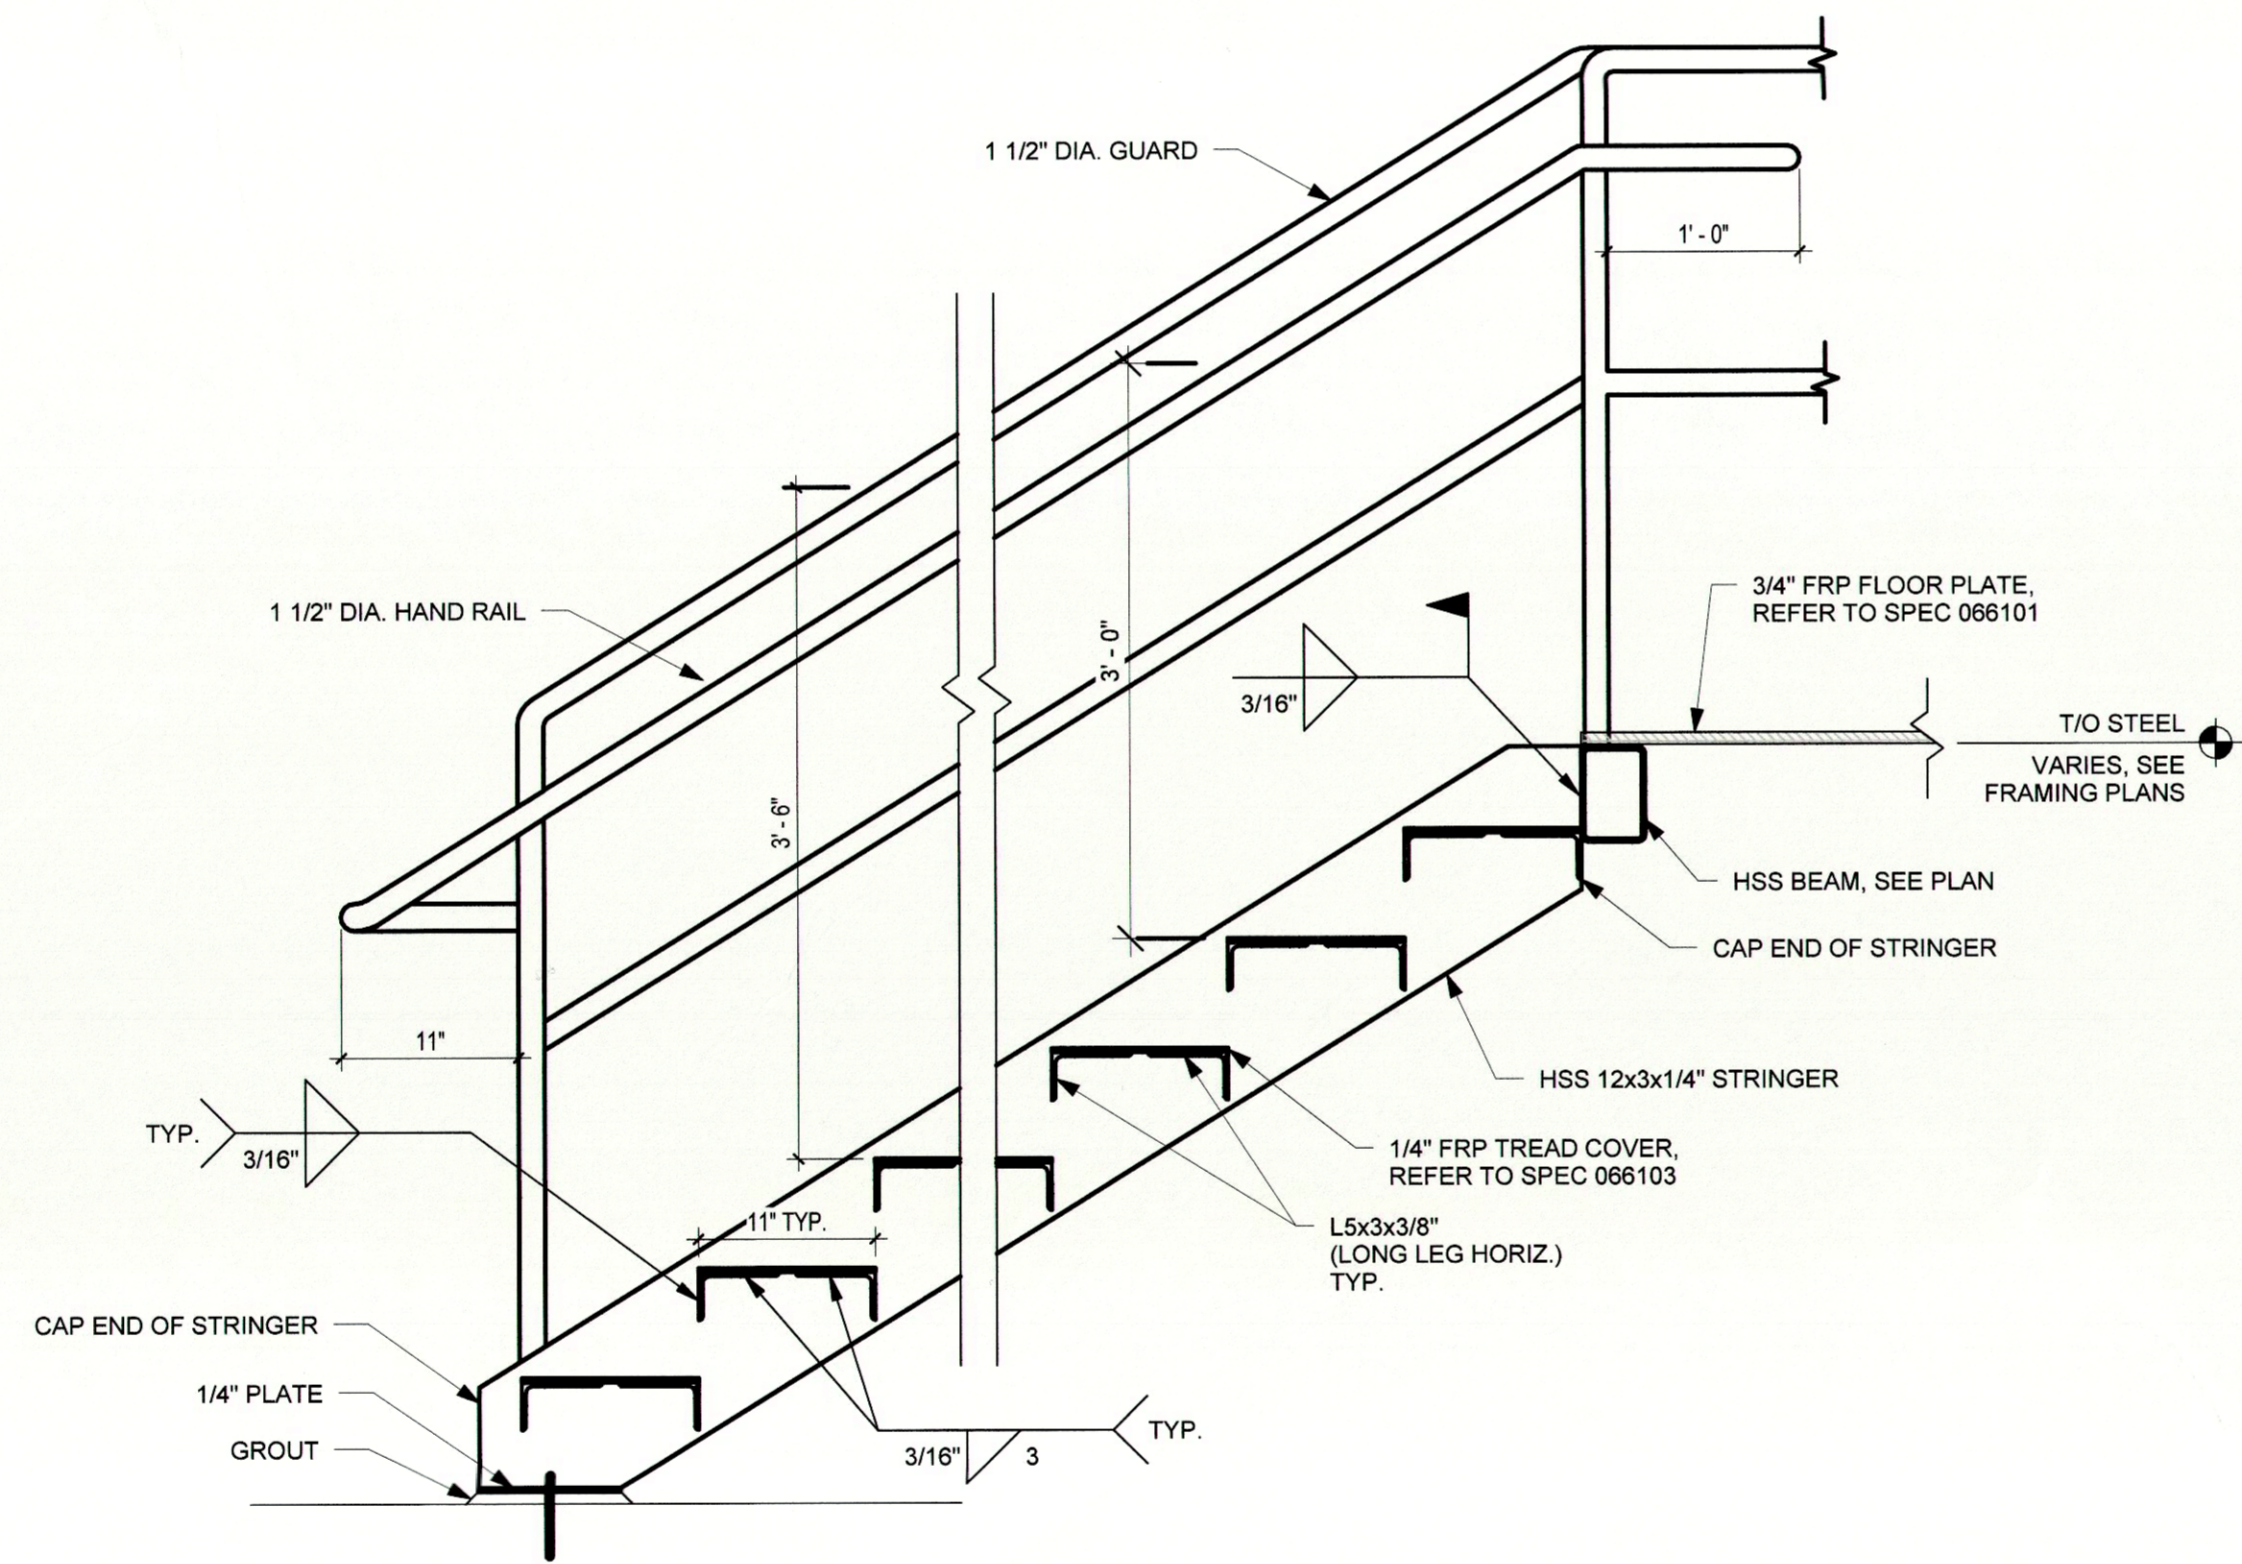 1 1/2" DIA. GUARD
1' - 0"
1 1/2" DIA. HAND RAIL
3' - 6"
3' - 0"
3/16"
3/4" FRP FLOOR PLATE,
REFER TO SPEC 066101
T/O STEEL
VARIES, SEE
FRAMING PLANS
HSS BEAM, SEE PLAN
CAP END OF STRINGER
11"
HSS 12x3x1/4" STRINGER
TYP.
3/16"
1/4" FRP TREAD COVER,
REFER TO SPEC 066103
11" TYP.
L5x3x3/8"
(LONG LEG HORIZ.)
TYP.
CAP END OF STRINGER
1/4" PLATE
GROUT
3/16"
3
TYP.